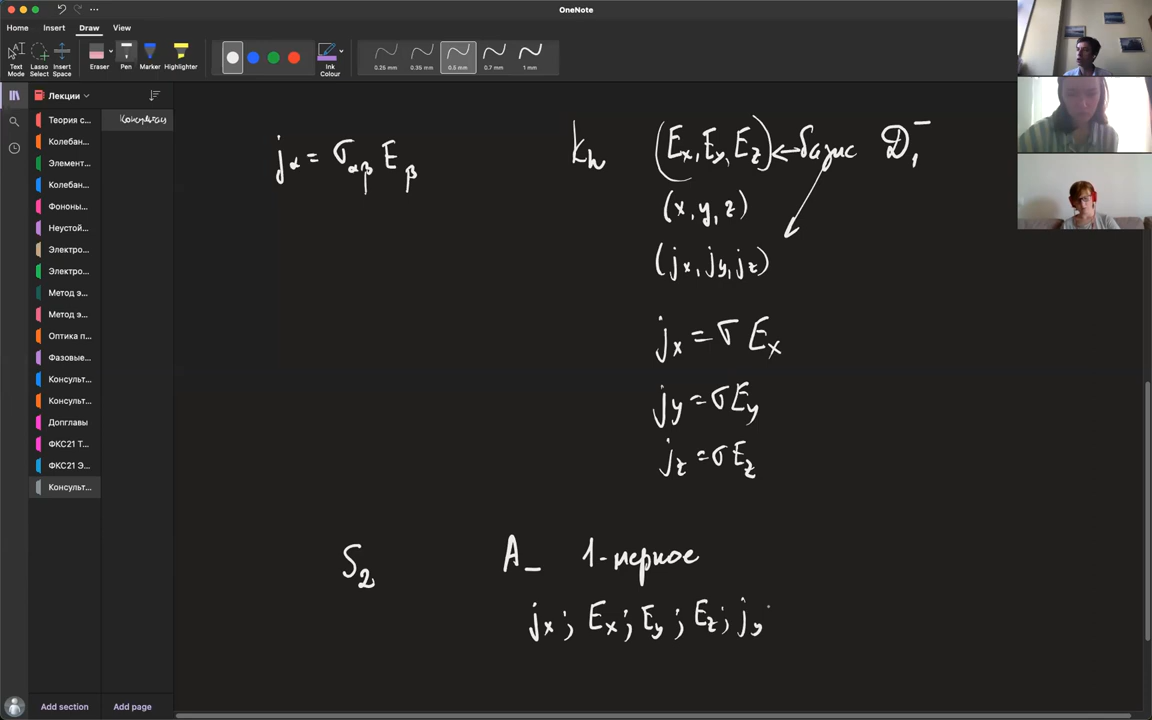 OneNote
Home Insert Draw View
Text Mode
Lasso Select
Insert Space
Eraser
Pen
Marker
Highlighter
0.25 mm
0.35 mm
0.5 mm
0.7 mm
1 mm
Ink Colour
Лекции
Теория с...
Колебан...
Элемент...
Колебан...
Фононы...
Неустой...
Электро...
Электро...
Метод э...
Метод э...
Оптика п...
Фазовые...
Консульт...
Консульт...
Допглавы
ФКС21 Т...
ФКС21 Э...
Консульт...
Add section
Add page
jα = σαβ Eβ
Kh (Ex, Ey, Ez) ↔ базис D₁⁻
(x, y, z)
(jx, jy, jz)
jx = σ Ex
jy = σ Ey
jz = σ Ez
S₂ A₋ 1-мерное
jx; Ex; Ey; Ez; jy